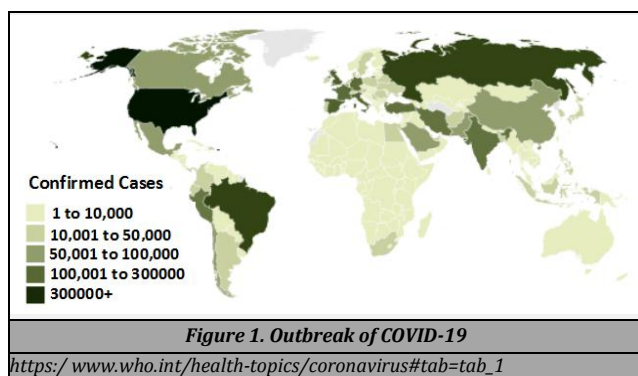 Confirmed Cases
1 to 10,000
10,001 to 50,000
50,001 to 100,000
100,001 to 300000
300000+
Figure 1. Outbreak of COVID-19
https:/ www.who.int/health-topics/coronavirus#tab=tab_1